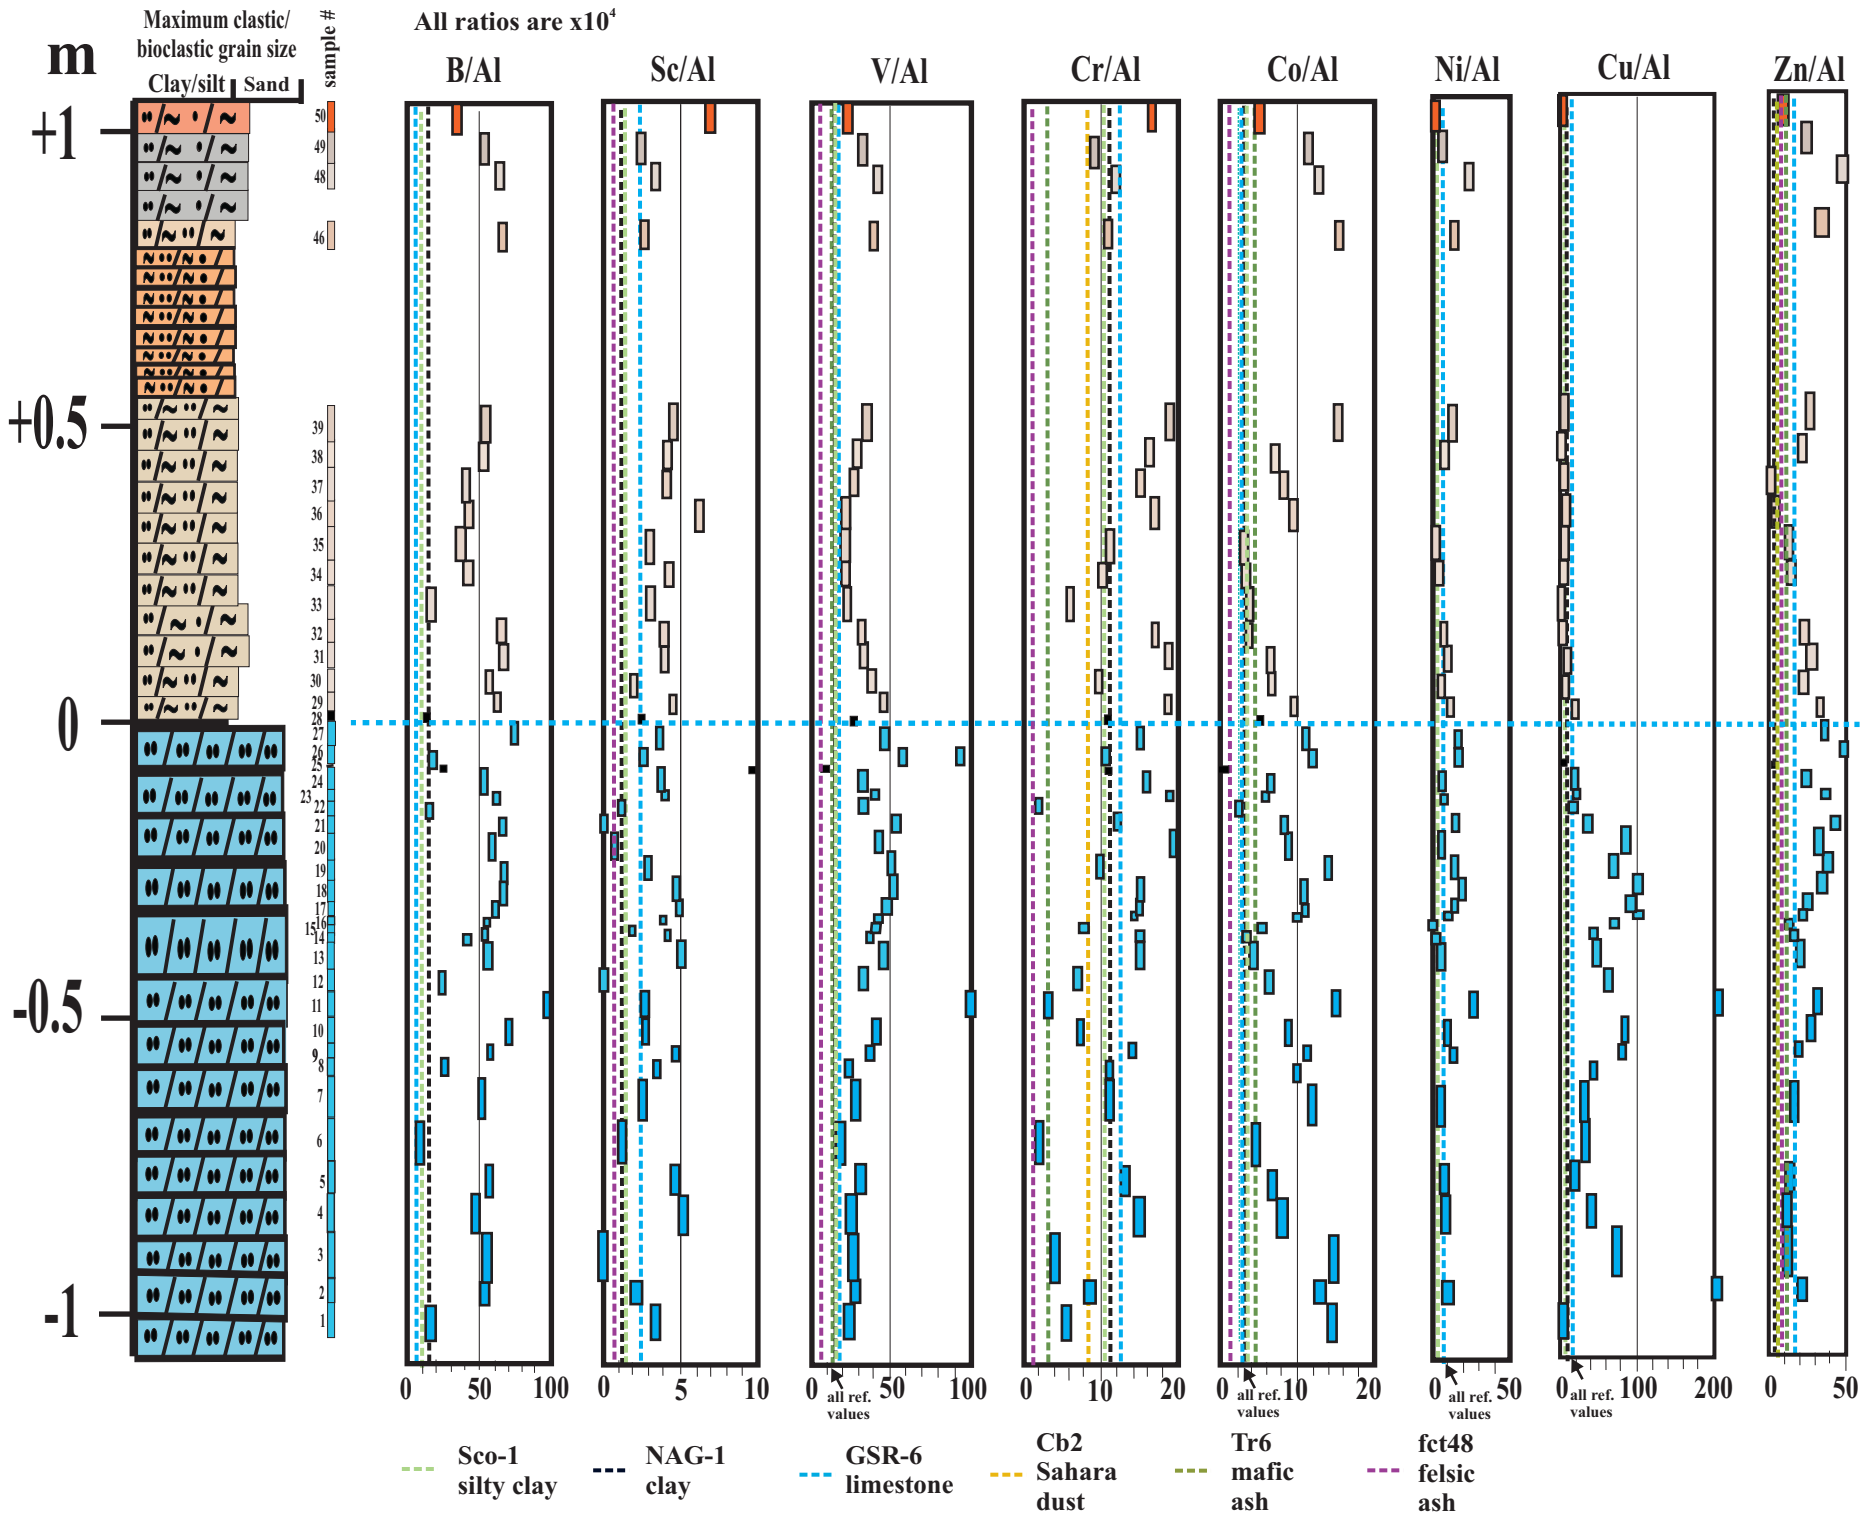 Maximum clastic/
bioclastic grain size
Clay/silt Sand
sample #
All ratios are x10⁴
m
B/Al Sc/Al V/Al Cr/Al Co/Al Ni/Al Cu/Al Zn/Al
+1
+0.5
0
-0.5
-1
50
49
48
46
39
38
37
36
35
34
33
32
31
30
29
28
27
26
25
24
23
22
21
20
19
18
17
16
15
14
13
12
11
10
9
8
7
6
5
4
3
2
1
0 50 100 0 5 10 0 50 100 0 10 20 0 10 20 0 50 0 100 200 0 50
all ref.
values
all ref.
values
all ref.
values
all ref.
values
Sco-1
silty clay
NAG-1
clay
GSR-6
limestone
Cb2
Sahara
dust
Tr6
mafic
ash
fct48
felsic
ash